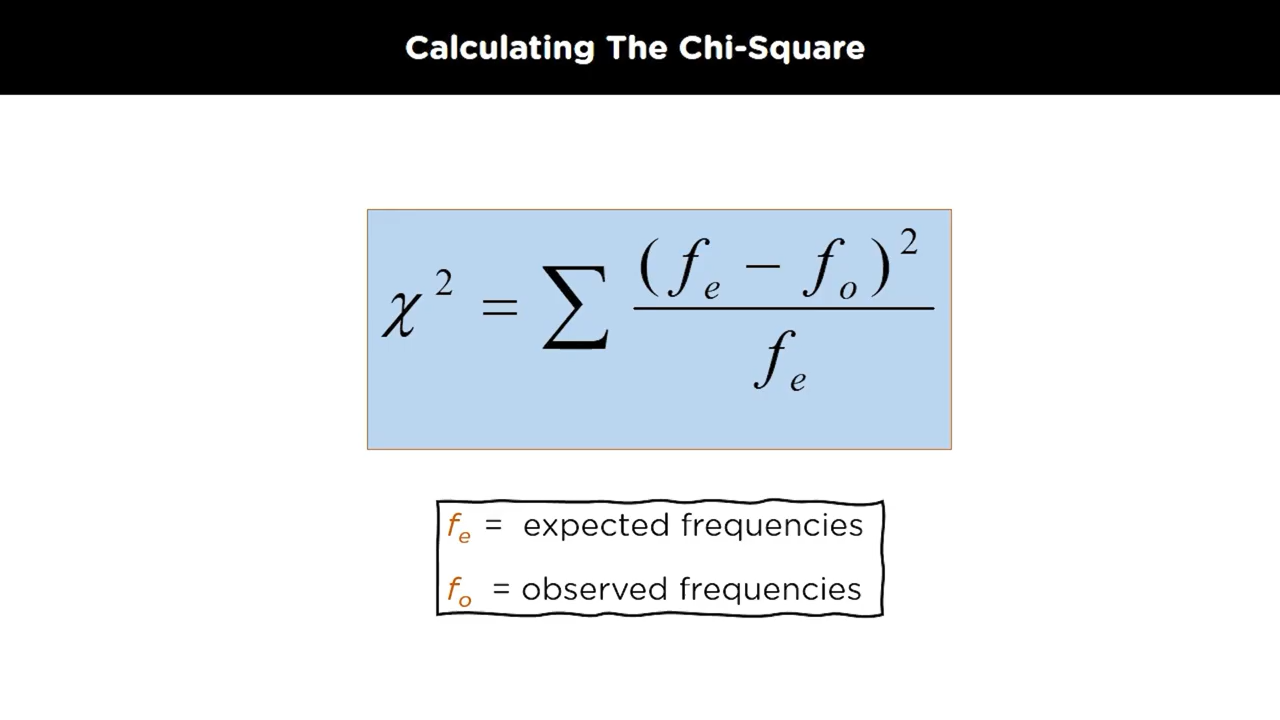 Calculating The Chi-Square
χ² = ∑ (fₑ − fₒ)² / fₑ
fₑ = expected frequencies
fₒ = observed frequencies